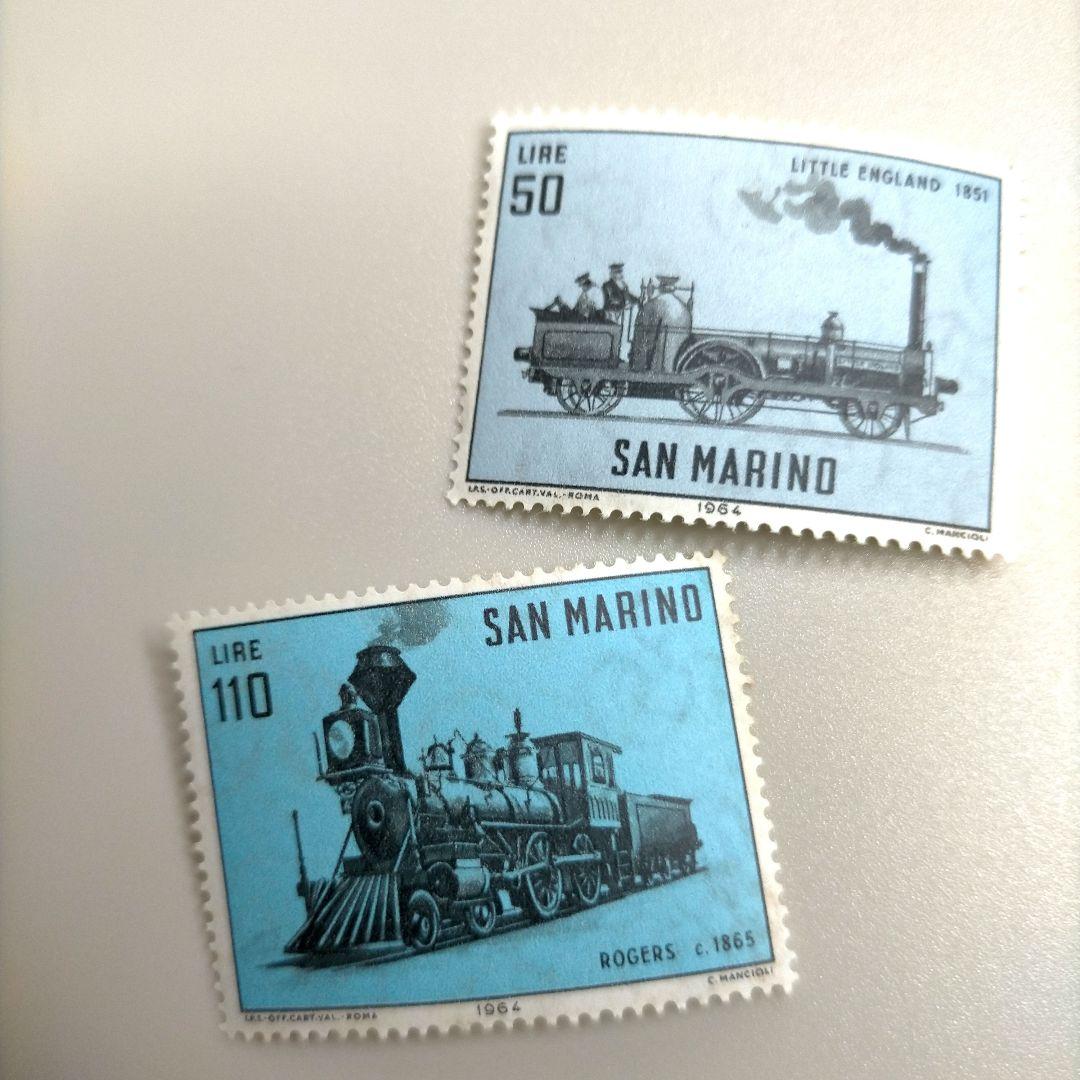 LIRE
50
LITTLE ENGLAND 1851
SAN MARINO
I.P.S.-OFF.CART.VAL.-ROMA
1964
C. MANCIOLI
LIRE
110
SAN MARINO
ROGERS c.1865
I.P.S.-OFF.CART.VAL.-ROMA
1964
C. MANCIOLI